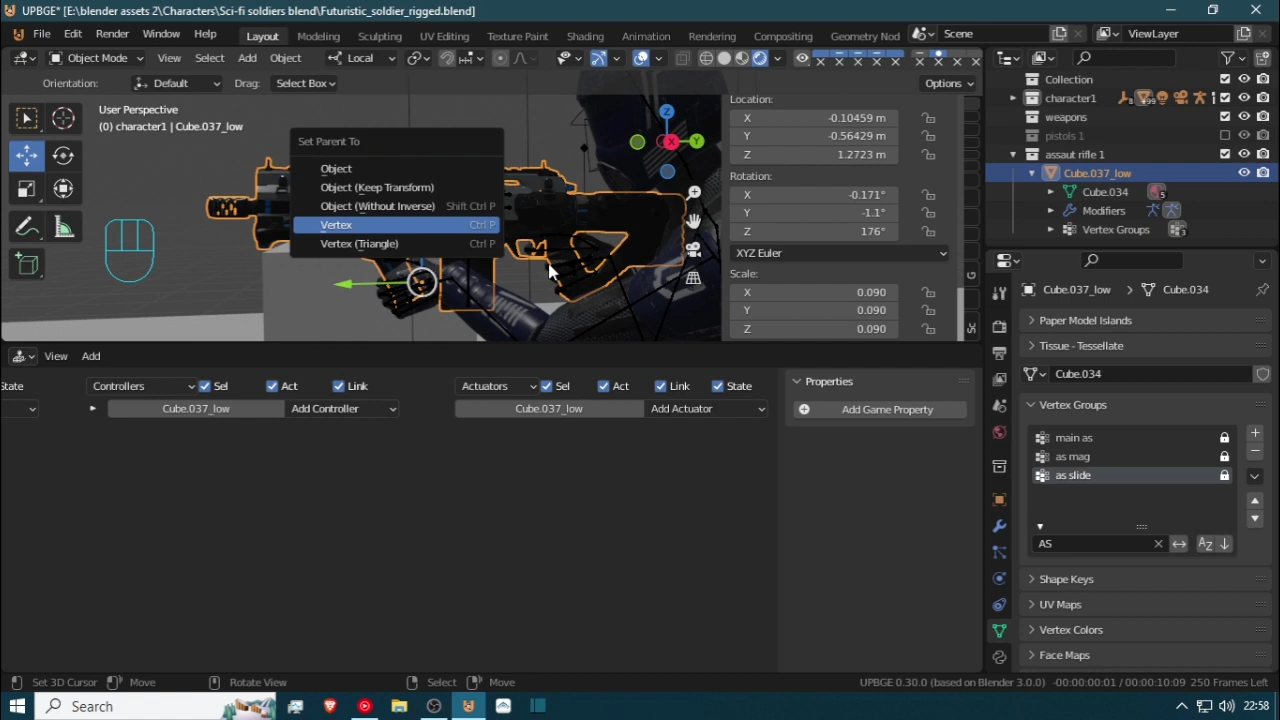 UPBGE* [E:\blender assets 2\Characters\Sci-fi soldiers blend\Futuristic_soldier_rigged.blend]
File Edit Render Window Help Layout Modeling Sculpting UV Editing Texture Paint Shading Animation Rendering Compositing Geometry Nod Scene ViewLayer
Object Mode View Select Add Object Local
Orientation: Default Drag: Select Box Options
User Perspective
(0) character1 | Cube.037_low
Set Parent To
Object
Object (Keep Transform)
Object (Without Inverse) Shift Ctrl P
Vertex Ctrl P
Vertex (Triangle) Ctrl P
Z
Y
X
Location:
X -0.10459 m
Y -0.56429 m
Z 1.2723 m
Rotation:
X -0.171°
Y -1.1°
Z 176°
XYZ Euler
Scale:
X 0.090
Y 0.090
Z 0.090
Collection
character1
weapons
pistols 1
assaut rifle 1
Cube.037_low
Cube.034 5
Modifiers
Vertex Groups 3
Cube.037_low Cube.034
Paper Model Islands
Tissue - Tessellate
Cube.034
Vertex Groups
main as
as mag
as slide
AS
Shape Keys
UV Maps
Vertex Colors
Face Maps
View Add
State Controllers Sel Act Link Actuators Sel Act Link State
Cube.037_low Add Controller Cube.037_low Add Actuator
Properties
Add Game Property
Set 3D Cursor Move Rotate View Select Move UPBGE 0.30.0 (based on Blender 3.0.0) -00:00:00:01 / 00:00:10:09 250 Frames Left
Search 22:58